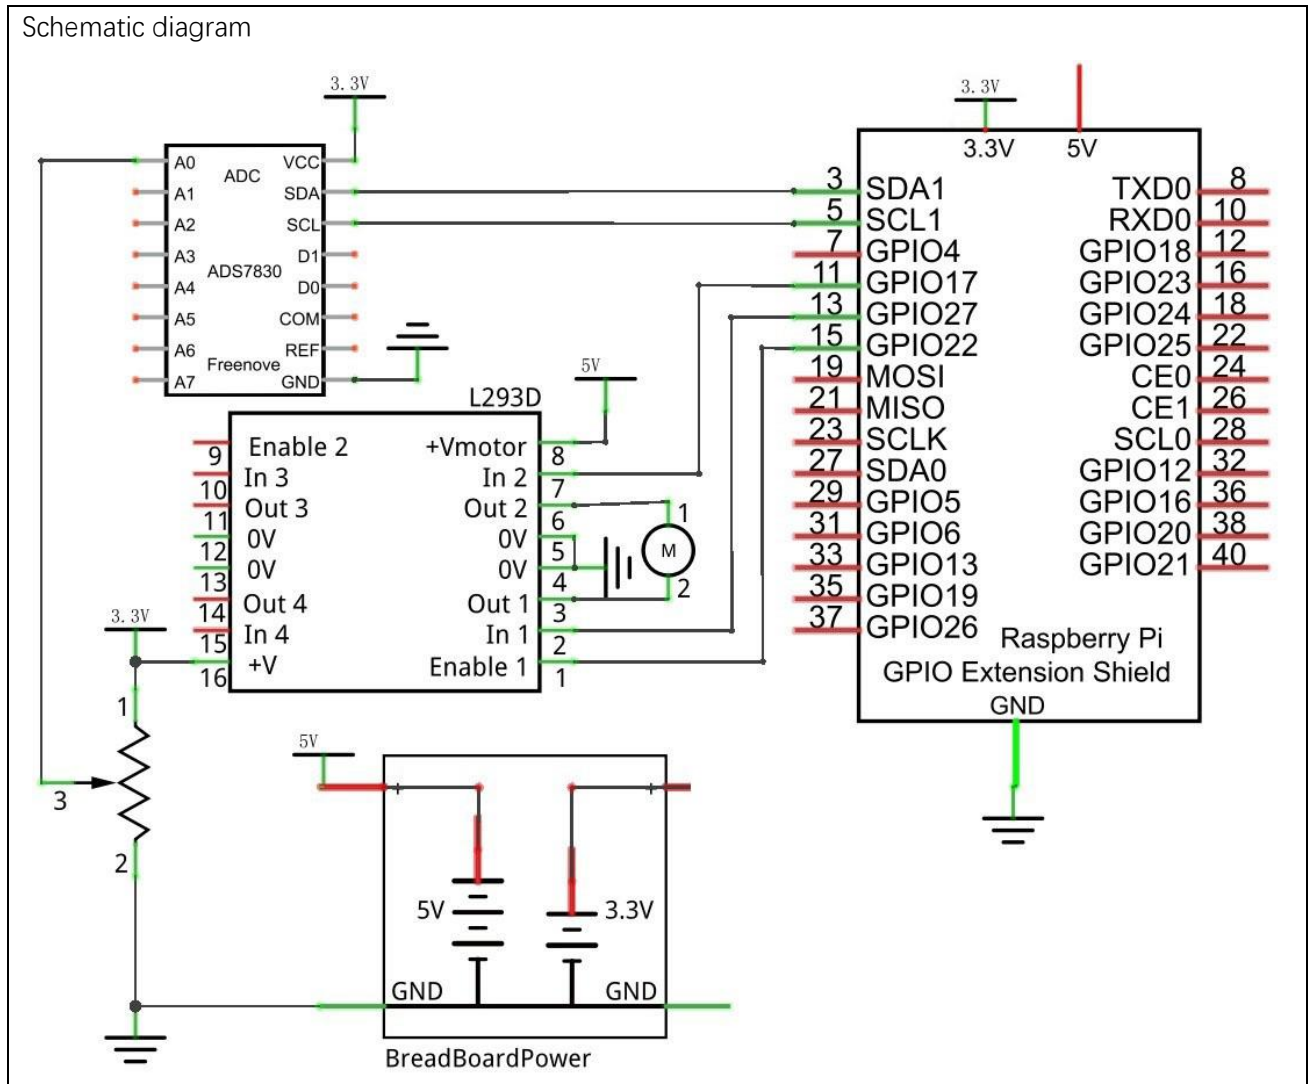 Schematic diagram
3.3V
A0
A1
A2
A3
A4
A5
A6
A7
ADC
ADS7830
Freenove
VCC
SDA
SCL
D1
D0
COM
REF
GND
5V
L293D
9 Enable 2
10 In 3
11 Out 3
12 0V
13 0V
14 Out 4
15 In 4
16 +V
+Vmotor 8
In 2 7
Out 2 6
0V 5
0V 4
Out 1 3
In 1 2
Enable 1 1
1
M
2
3.3V
1
3
2
3.3V
3.3V 5V
3 SDA1
5 SCL1
7 GPIO4
11 GPIO17
13 GPIO27
15 GPIO22
19 MOSI
21 MISO
23 SCLK
27 SDA0
29 GPIO5
31 GPIO6
33 GPIO13
35 GPIO19
37 GPIO26
TXD0 8
RXD0 10
GPIO18 12
GPIO23 16
GPIO24 18
GPIO25 22
CE0 24
CE1 26
SCL0 28
GPIO12 32
GPIO16 36
GPIO20 38
GPIO21 40
Raspberry Pi
GPIO Extension Shield
GND
5V
+ +
5V 3.3V
GND GND
BreadBoardPower